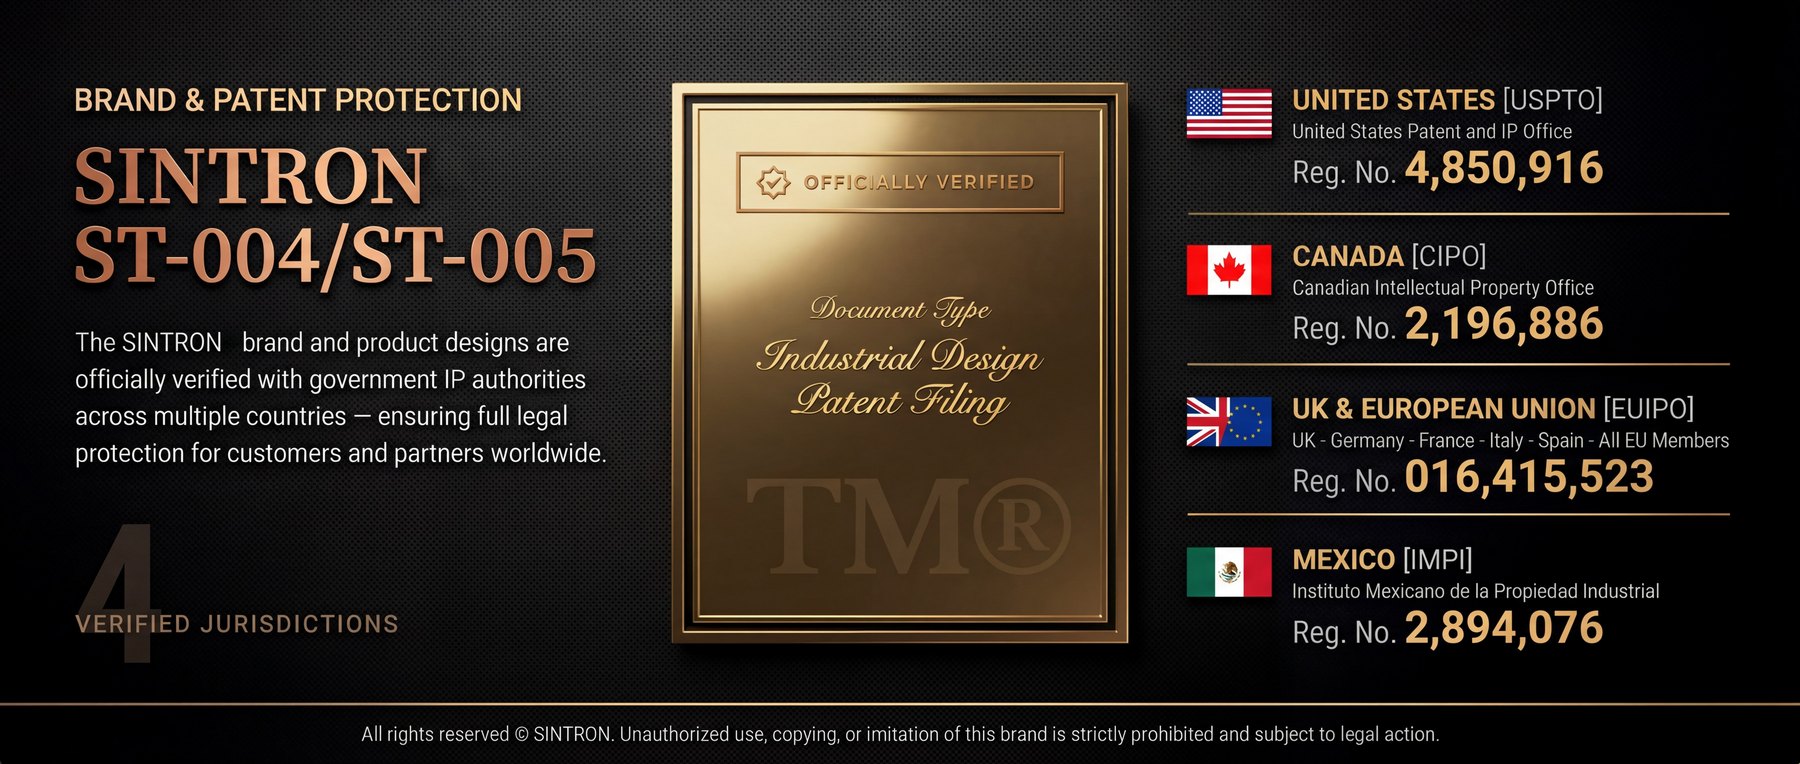 BRAND & PATENT PROTECTION
SINTRON
ST-004/ST-005
The SINTRON brand and product designs are
officially verified with government IP authorities
across multiple countries — ensuring full legal
protection for customers and partners worldwide.
4
VERIFIED JURISDICTIONS
OFFICIALLY VERIFIED
Document Type
Industrial Design
Patent Filing
TM®
UNITED STATES [USPTO]
United States Patent and IP Office
Reg. No. 4,850,916
CANADA [CIPO]
Canadian Intellectual Property Office
Reg. No. 2,196,886
UK & EUROPEAN UNION [EUIPO]
UK - Germany - France - Italy - Spain - All EU Members
Reg. No. 016,415,523
MEXICO [IMPI]
Instituto Mexicano de la Propiedad Industrial
Reg. No. 2,894,076
All rights reserved © SINTRON. Unauthorized use, copying, or imitation of this brand is strictly prohibited and subject to legal action.